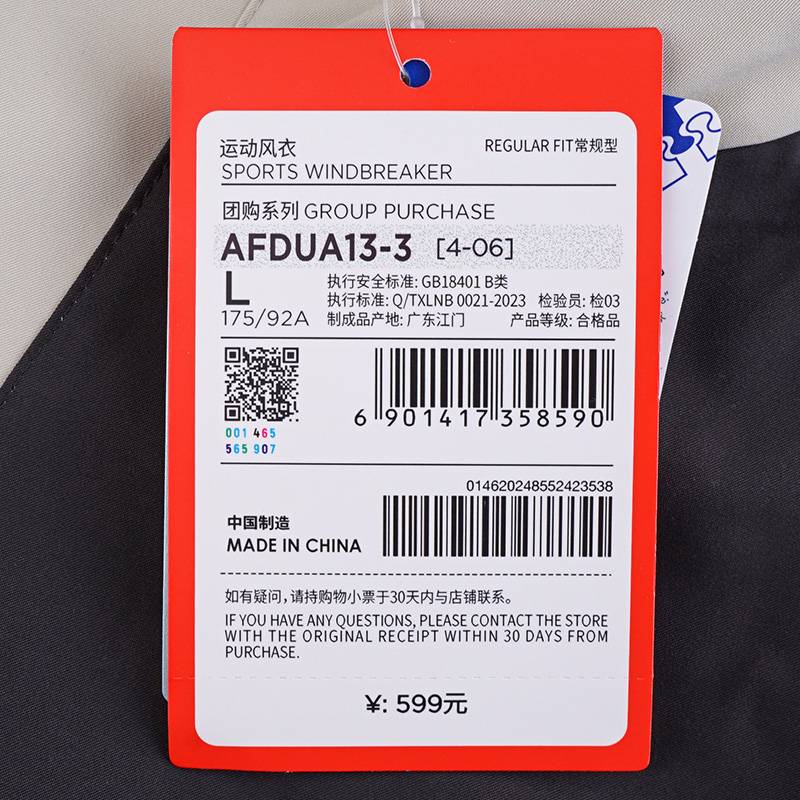 运动风衣
REGULAR FIT常规型
SPORTS WINDBREAKER
团购系列 GROUP PURCHASE
AFDUA13-3 [4-06]
L
执行安全标准: GB18401 B类
执行标准: Q/TXLNB 0021-2023 检验员: 检03
175/92A 制成品产地: 广东江门 产品等级: 合格品
001 465
565 907
6 901417 358590
014620248552423538
中国制造
MADE IN CHINA
如有疑问，请持购物小票于30天内与店铺联系。
IF YOU HAVE ANY QUESTIONS, PLEASE CONTACT THE STORE
WITH THE ORIGINAL RECEIPT WITHIN 30 DAYS FROM
PURCHASE.
¥: 599元